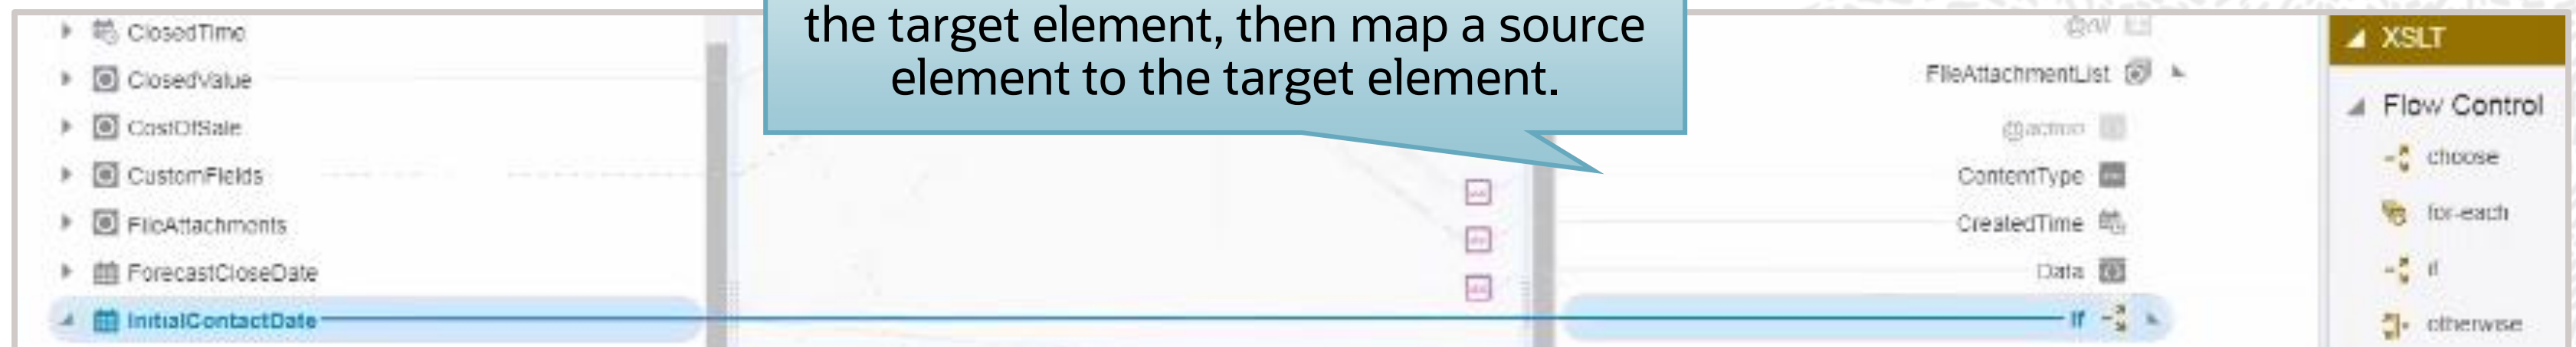 the target element, then map a source
element to the target element.
ClosedTime
ClosedValue
CostOfSale
CustomFields
FileAttachments
ForecastCloseDate
InitialContactDate
FileAttachmentList
@action
ContentType
CreatedTime
Data
If
XSLT
Flow Control
choose
for-each
if
otherwise